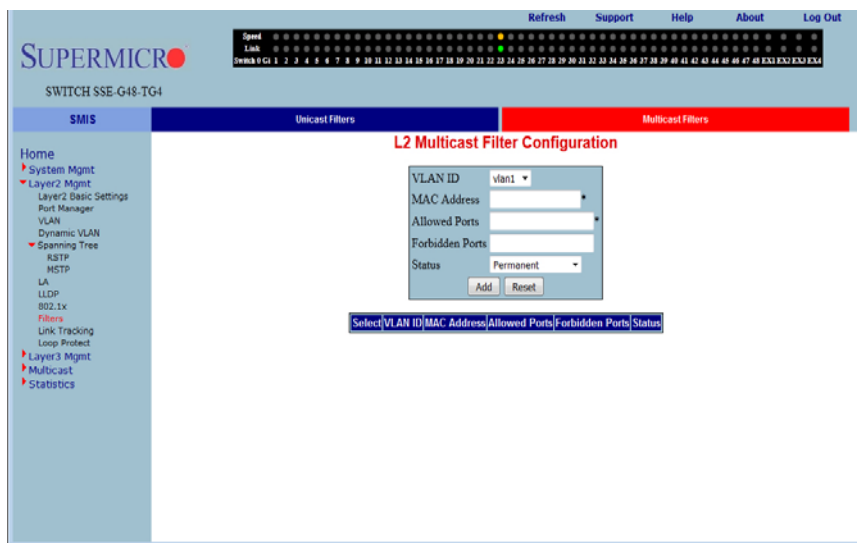 Refresh Support Help About Log Out
Speed
Link
Switch 0 Gi 1 2 3 4 5 6 7 8 9 10 11 12 13 14 15 16 17 18 19 20 21 22 23 24 25 26 27 28 29 30 31 32 33 34 35 36 37 38 39 40 41 42 43 44 45 46 47 48 EX1 EX2 EX3 EX4
SUPERMICR
SWITCH SSE-G48-TG4
SMIS
Unicast Filters
Multicast Filters
L2 Multicast Filter Configuration
Home
System Mgmt
Layer2 Mgmt
Layer2 Basic Settings
Port Manager
VLAN
Dynamic VLAN
Spanning Tree
RSTP
MSTP
LA
LLDP
802.1x
Filters
Link Tracking
Loop Protect
Layer3 Mgmt
Multicast
Statistics
VLAN ID vlan1
MAC Address *
Allowed Ports *
Forbidden Ports
Status Permanent
Add Reset
Select VLAN ID MAC Address Allowed Ports Forbidden Ports Status